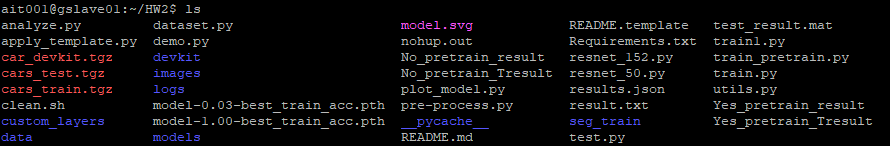 ait001@gslave01:~/HW2$ ls
analyze.py dataset.py model.svg README.template test_result.mat
apply_template.py demo.py nohup.out Requirements.txt train1.py
car_devkit.tgz devkit No_pretrain_result resnet_152.py train_pretrain.py
cars_test.tgz images No_pretrain_Tresult resnet_50.py train.py
cars_train.tgz logs plot_model.py results.json utils.py
clean.sh model-0.03-best_train_acc.pth pre-process.py result.txt Yes_pretrain_result
custom_layers model-1.00-best_train_acc.pth __pycache__ seg_train Yes_pretrain_Tresult
data models README.md test.py